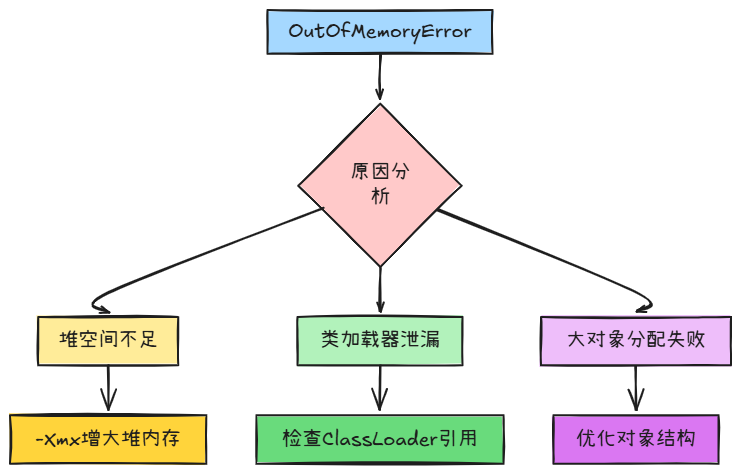 OutOfMemoryError
原因分
析
堆空间不足
类加载器泄漏
大对象分配失败
-Xmx增大堆内存
检查ClassLoader引用
优化对象结构